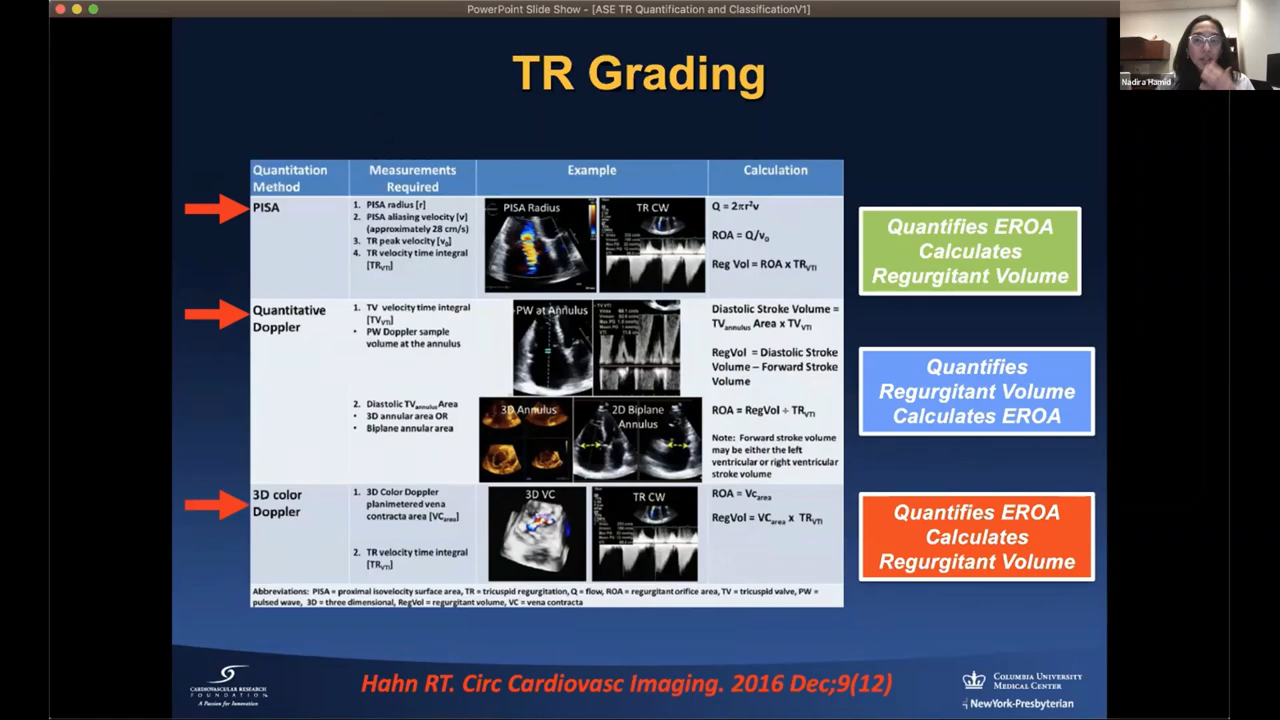 PowerPoint Slide Show - [ASE TR Quantification and ClassificationV1]
Nadira Hamid
TR Grading
Quantitation Method
Measurements Required
Example
Calculation
PISA
1. PISA radius [r]
2. PISA aliasing velocity [v]
(approximately 28 cm/s)
3. TR peak velocity [v₀]
4. TR velocity time integral
[TRVTI]
PISA Radius
TR CW
Q = 2πr²v
ROA = Q/v₀
Reg Vol = ROA x TRVTI
Quantifies EROA
Calculates
Regurgitant Volume
Quantitative
Doppler
1. TV velocity time integral
[TVVTI]
• PW Doppler sample
volume at the annulus
2. Diastolic TVannulus Area
• 3D annular area OR
• Biplane annular area
PW at Annulus
TV VTI
3D Annulus
2D Biplane
Annulus
Diastolic Stroke Volume =
TVannulus Area x TVVTI
RegVol = Diastolic Stroke
Volume – Forward Stroke
Volume
ROA = RegVol ÷ TRVTI
Note: Forward stroke volume
may be either the left
ventricular or right ventricular
stroke volume
Quantifies
Regurgitant Volume
Calculates EROA
3D color
Doppler
1. 3D Color Doppler
planimetered vena
contracta area [VCarea]
2. TR velocity time integral
[TRVTI]
3D VC
TR CW
ROA = Vcarea
RegVol = VCarea x TRVTI
Quantifies EROA
Calculates
Regurgitant Volume
Abbreviations: PISA = proximal isovelocity surface area, TR = tricuspid regurgitation, Q = flow, ROA = regurgitant orifice area, TV = tricuspid valve, PW =
pulsed wave, 3D = three dimensional, RegVol = regurgitant volume, VC = vena contracta
CARDIOVASCULAR RESEARCH
FOUNDATION
A Passion for Innovation
Hahn RT. Circ Cardiovasc Imaging. 2016 Dec;9(12)
COLUMBIA UNIVERSITY
MEDICAL CENTER
NewYork-Presbyterian